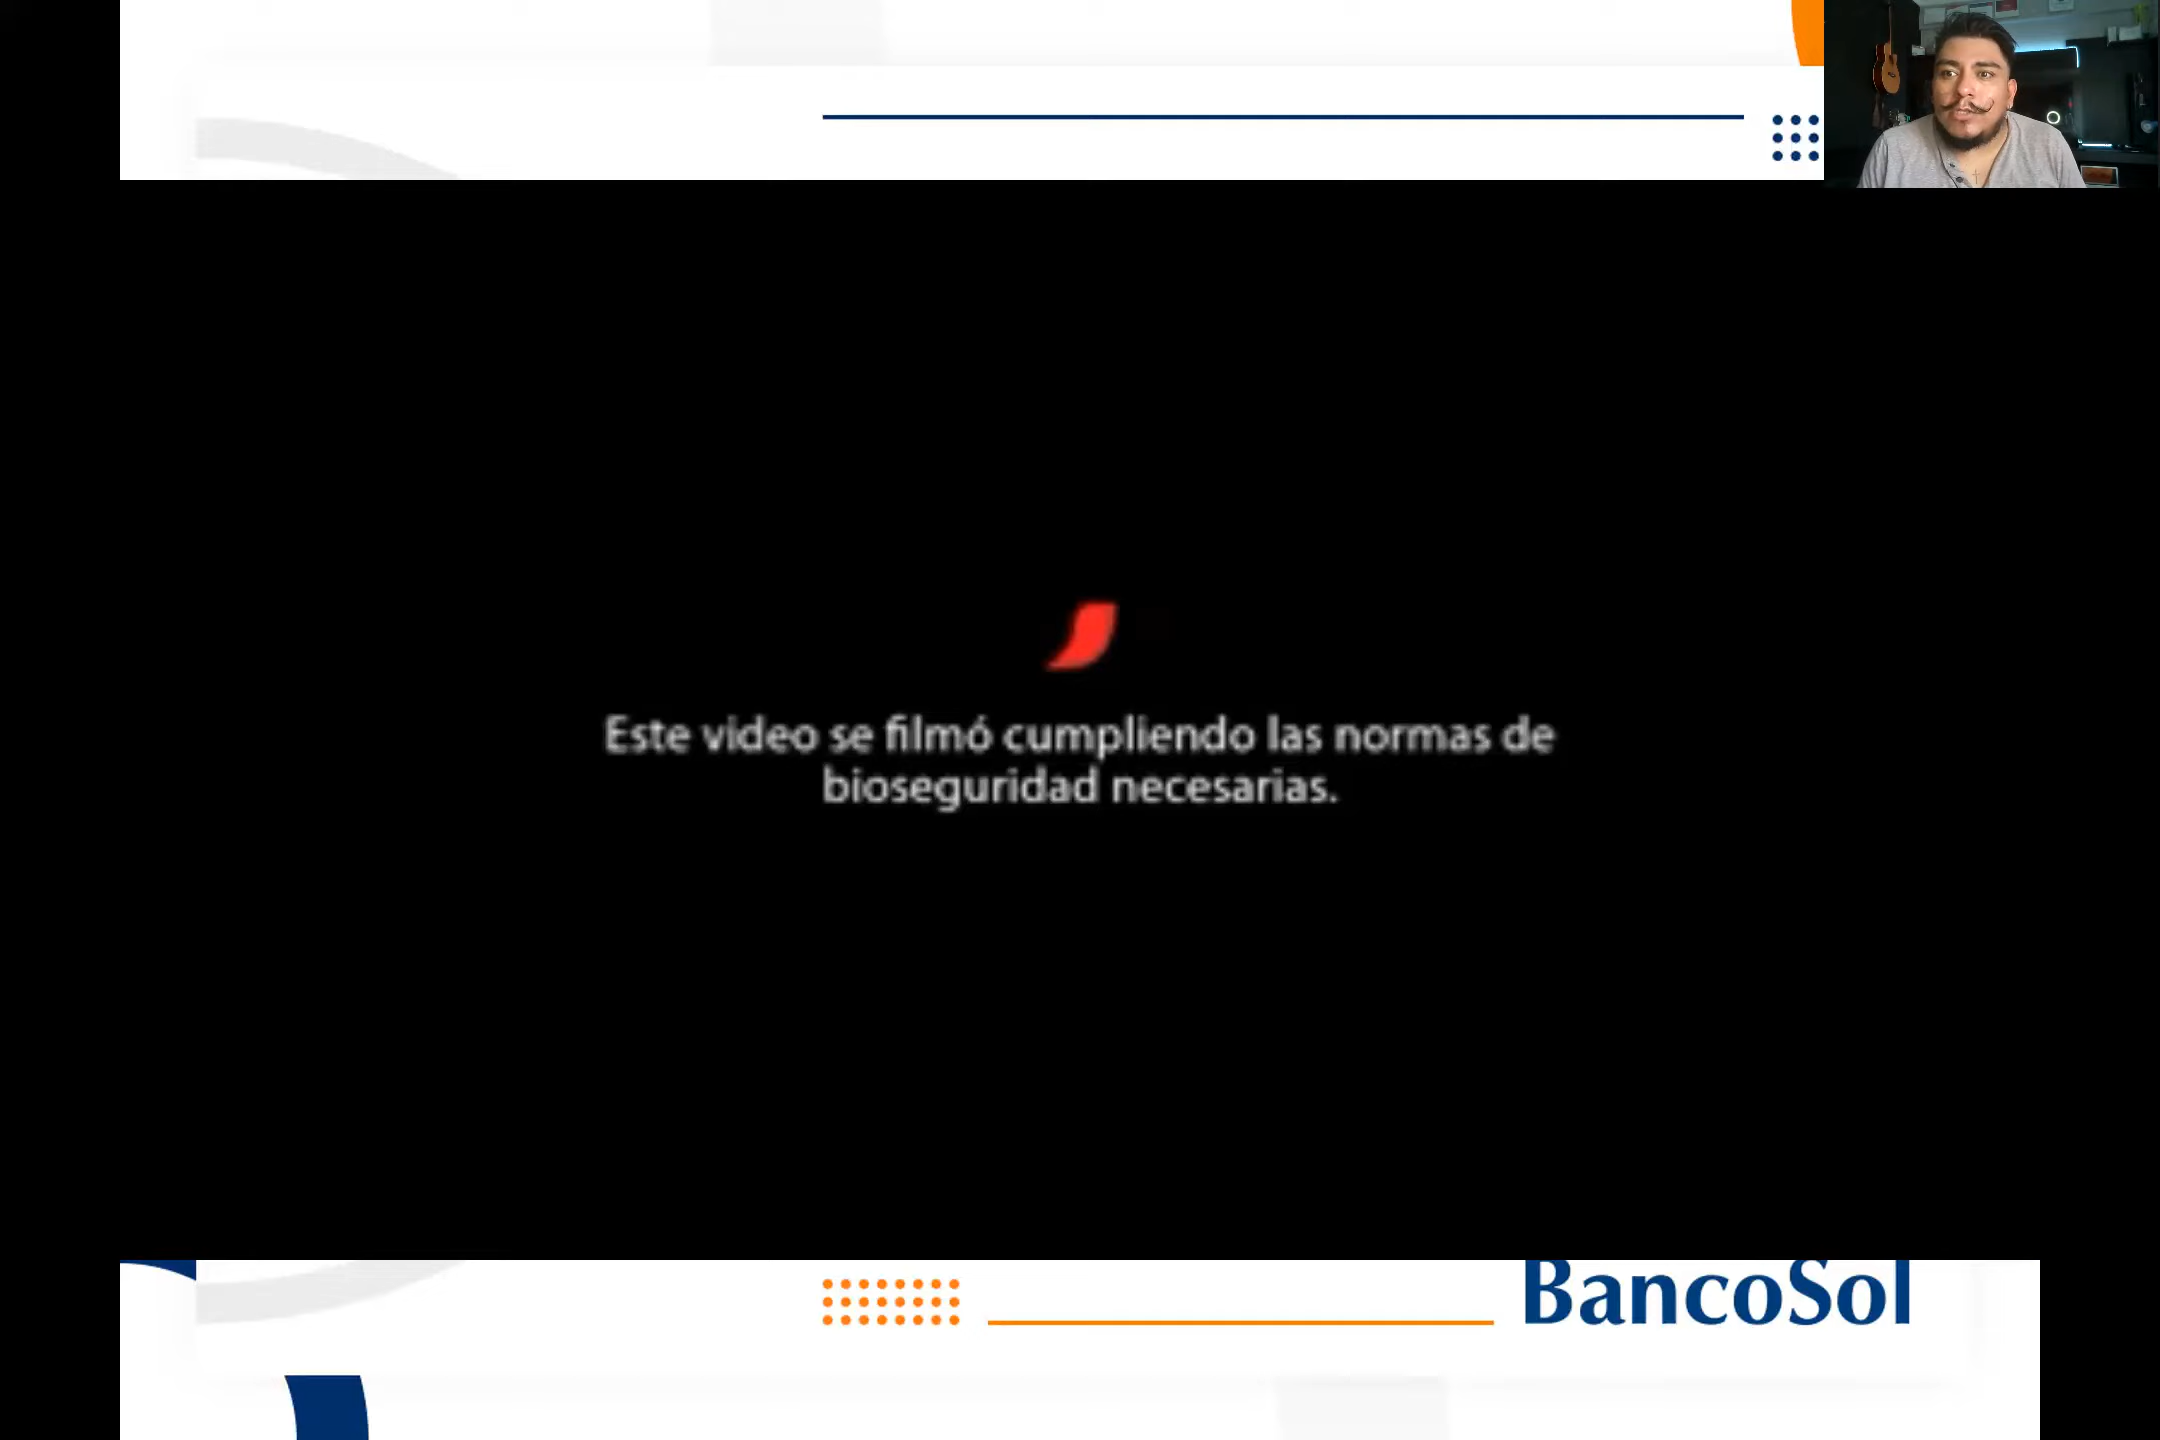 Este video se filmó cumpliendo las normas de
bioseguridad necesarias.
BancoSol